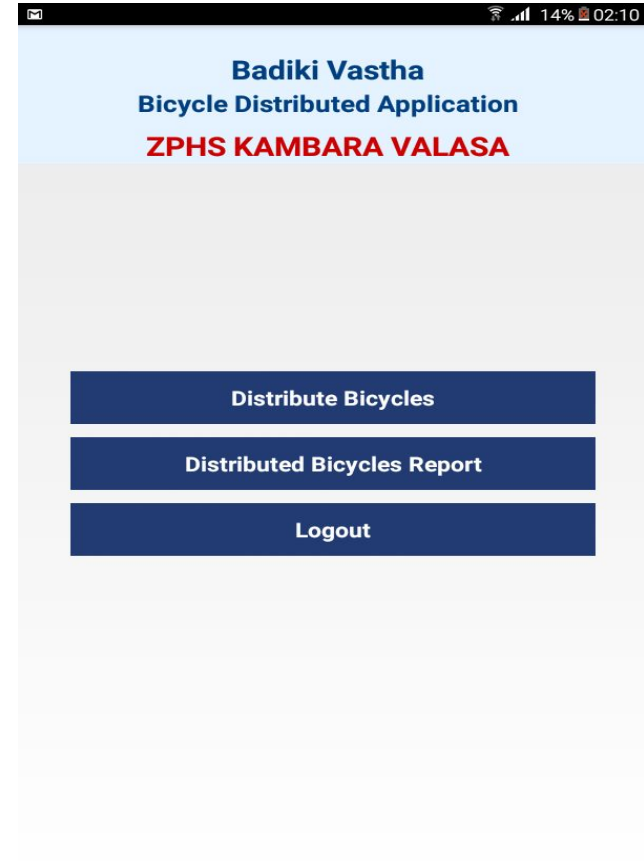 14% 02:10
Badiki Vastha
Bicycle Distributed Application
ZPHS KAMBARA VALASA
Distribute Bicycles
Distributed Bicycles Report
Logout